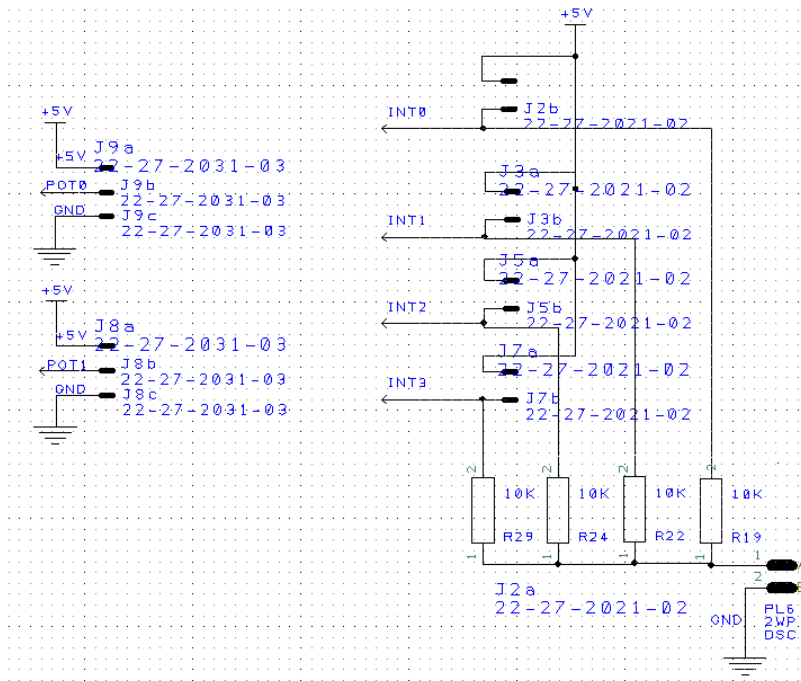 +5V
J2b
22-27-2021-02
INT0
+5V
+5V
J9a
22-27-2031-03
POT0
J9b
22-27-2031-03
GND
J9c
22-27-2031-03
J3a
22-27-2021-02
INT1
J3b
22-27-2021-02
J5a
22-27-2021-02
+5V
+5V
J8a
22-27-2031-03
INT2
J5b
22-27-2021-02
POT1
J8b
22-27-2031-03
J7a
22-27-2021-02
GND
J8c
22-27-2031-03
INT3
J7b
22-27-2021-02
2
2
2
2
10K
10K
10K
10K
R29
R24
R22
R19
1
1
1
1
1
2
J2a
22-27-2021-02
GND
PL6
2WP
DSC